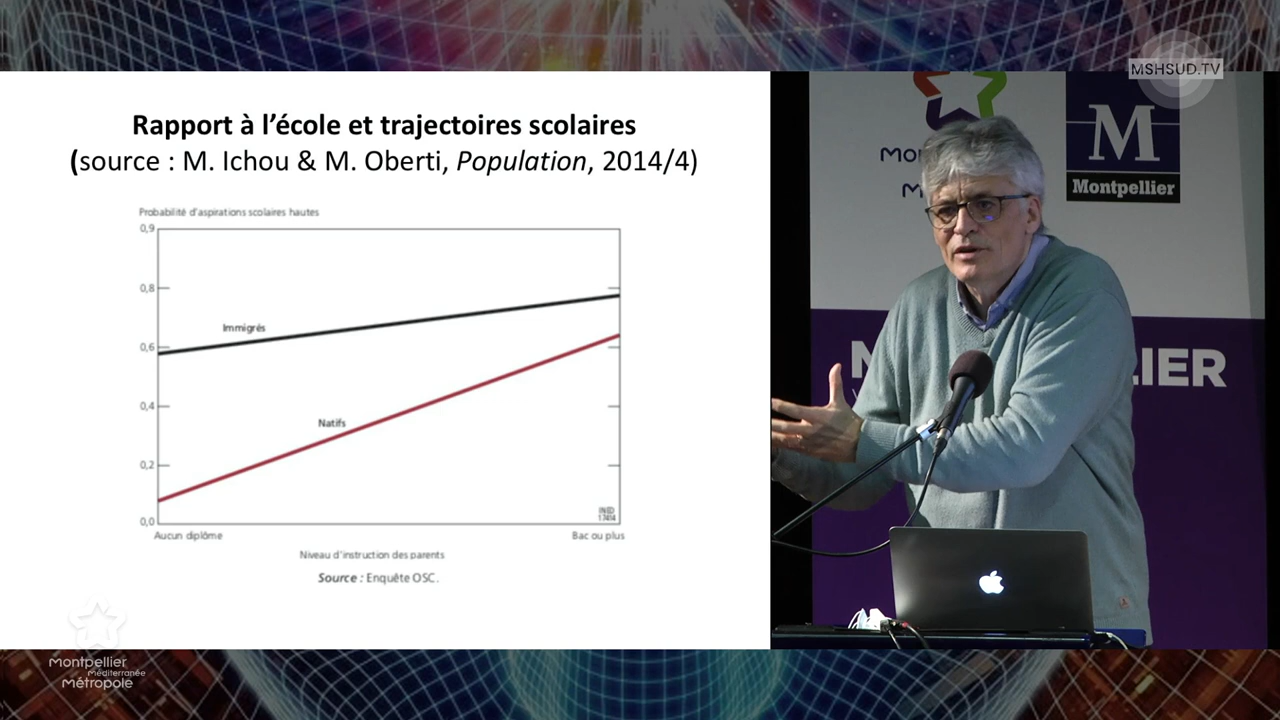 MSHSUD.TV
Rapport à l'école et trajectoires scolaires
(source : M. Ichou & M. Oberti, Population, 2014/4)
Probabilité d'aspirations scolaires hautes
0,9
0,8
0,6
0,4
0,2
0,0
Immigrés
Natifs
INED
Aucun diplôme
Bac ou plus
Niveau d'instruction des parents
Source : Enquête OSC.
M
Montpellier
LIER
Montpellier
Méditerranée
Métropole